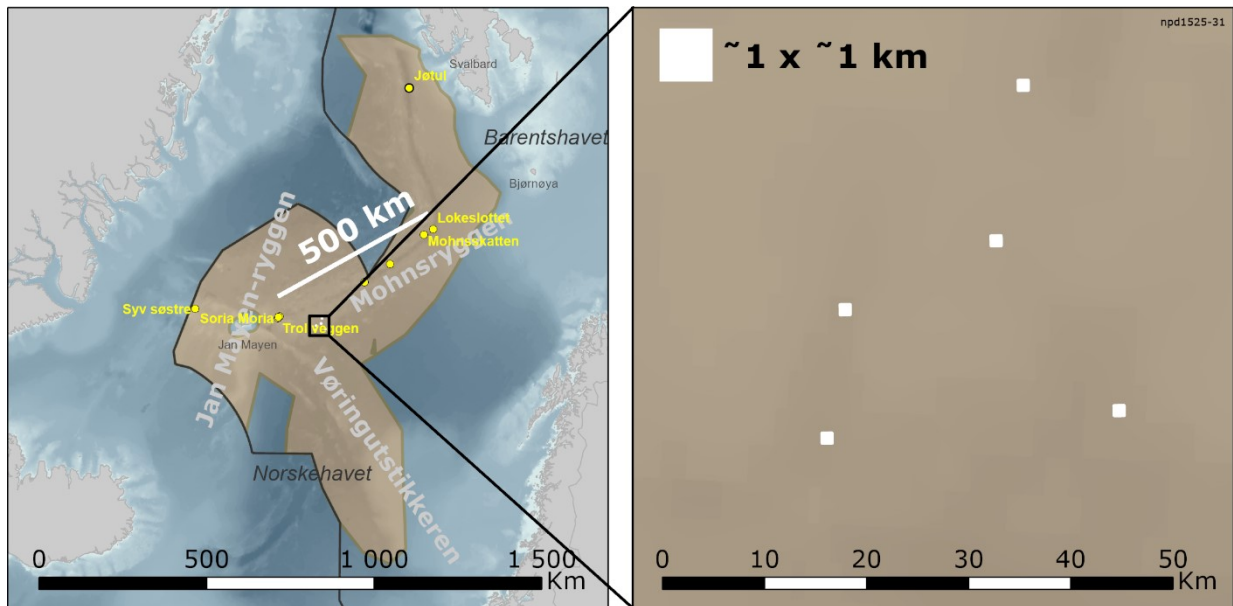 npd1525-31
~1 x ~1 km
Svalbard
Jøtul
Barentshavet
Bjørnøya
500 km
Lokeslottet
Mohnsskatten
Mohnsryggen
Jan Mayen-ryggen
Syv søstre
Soria Moria
Trollveggen
Jan Mayen
Vøringutstikkeren
Norskehavet
0 500 1 000 1 500
Km
0 10 20 30 40 50
Km